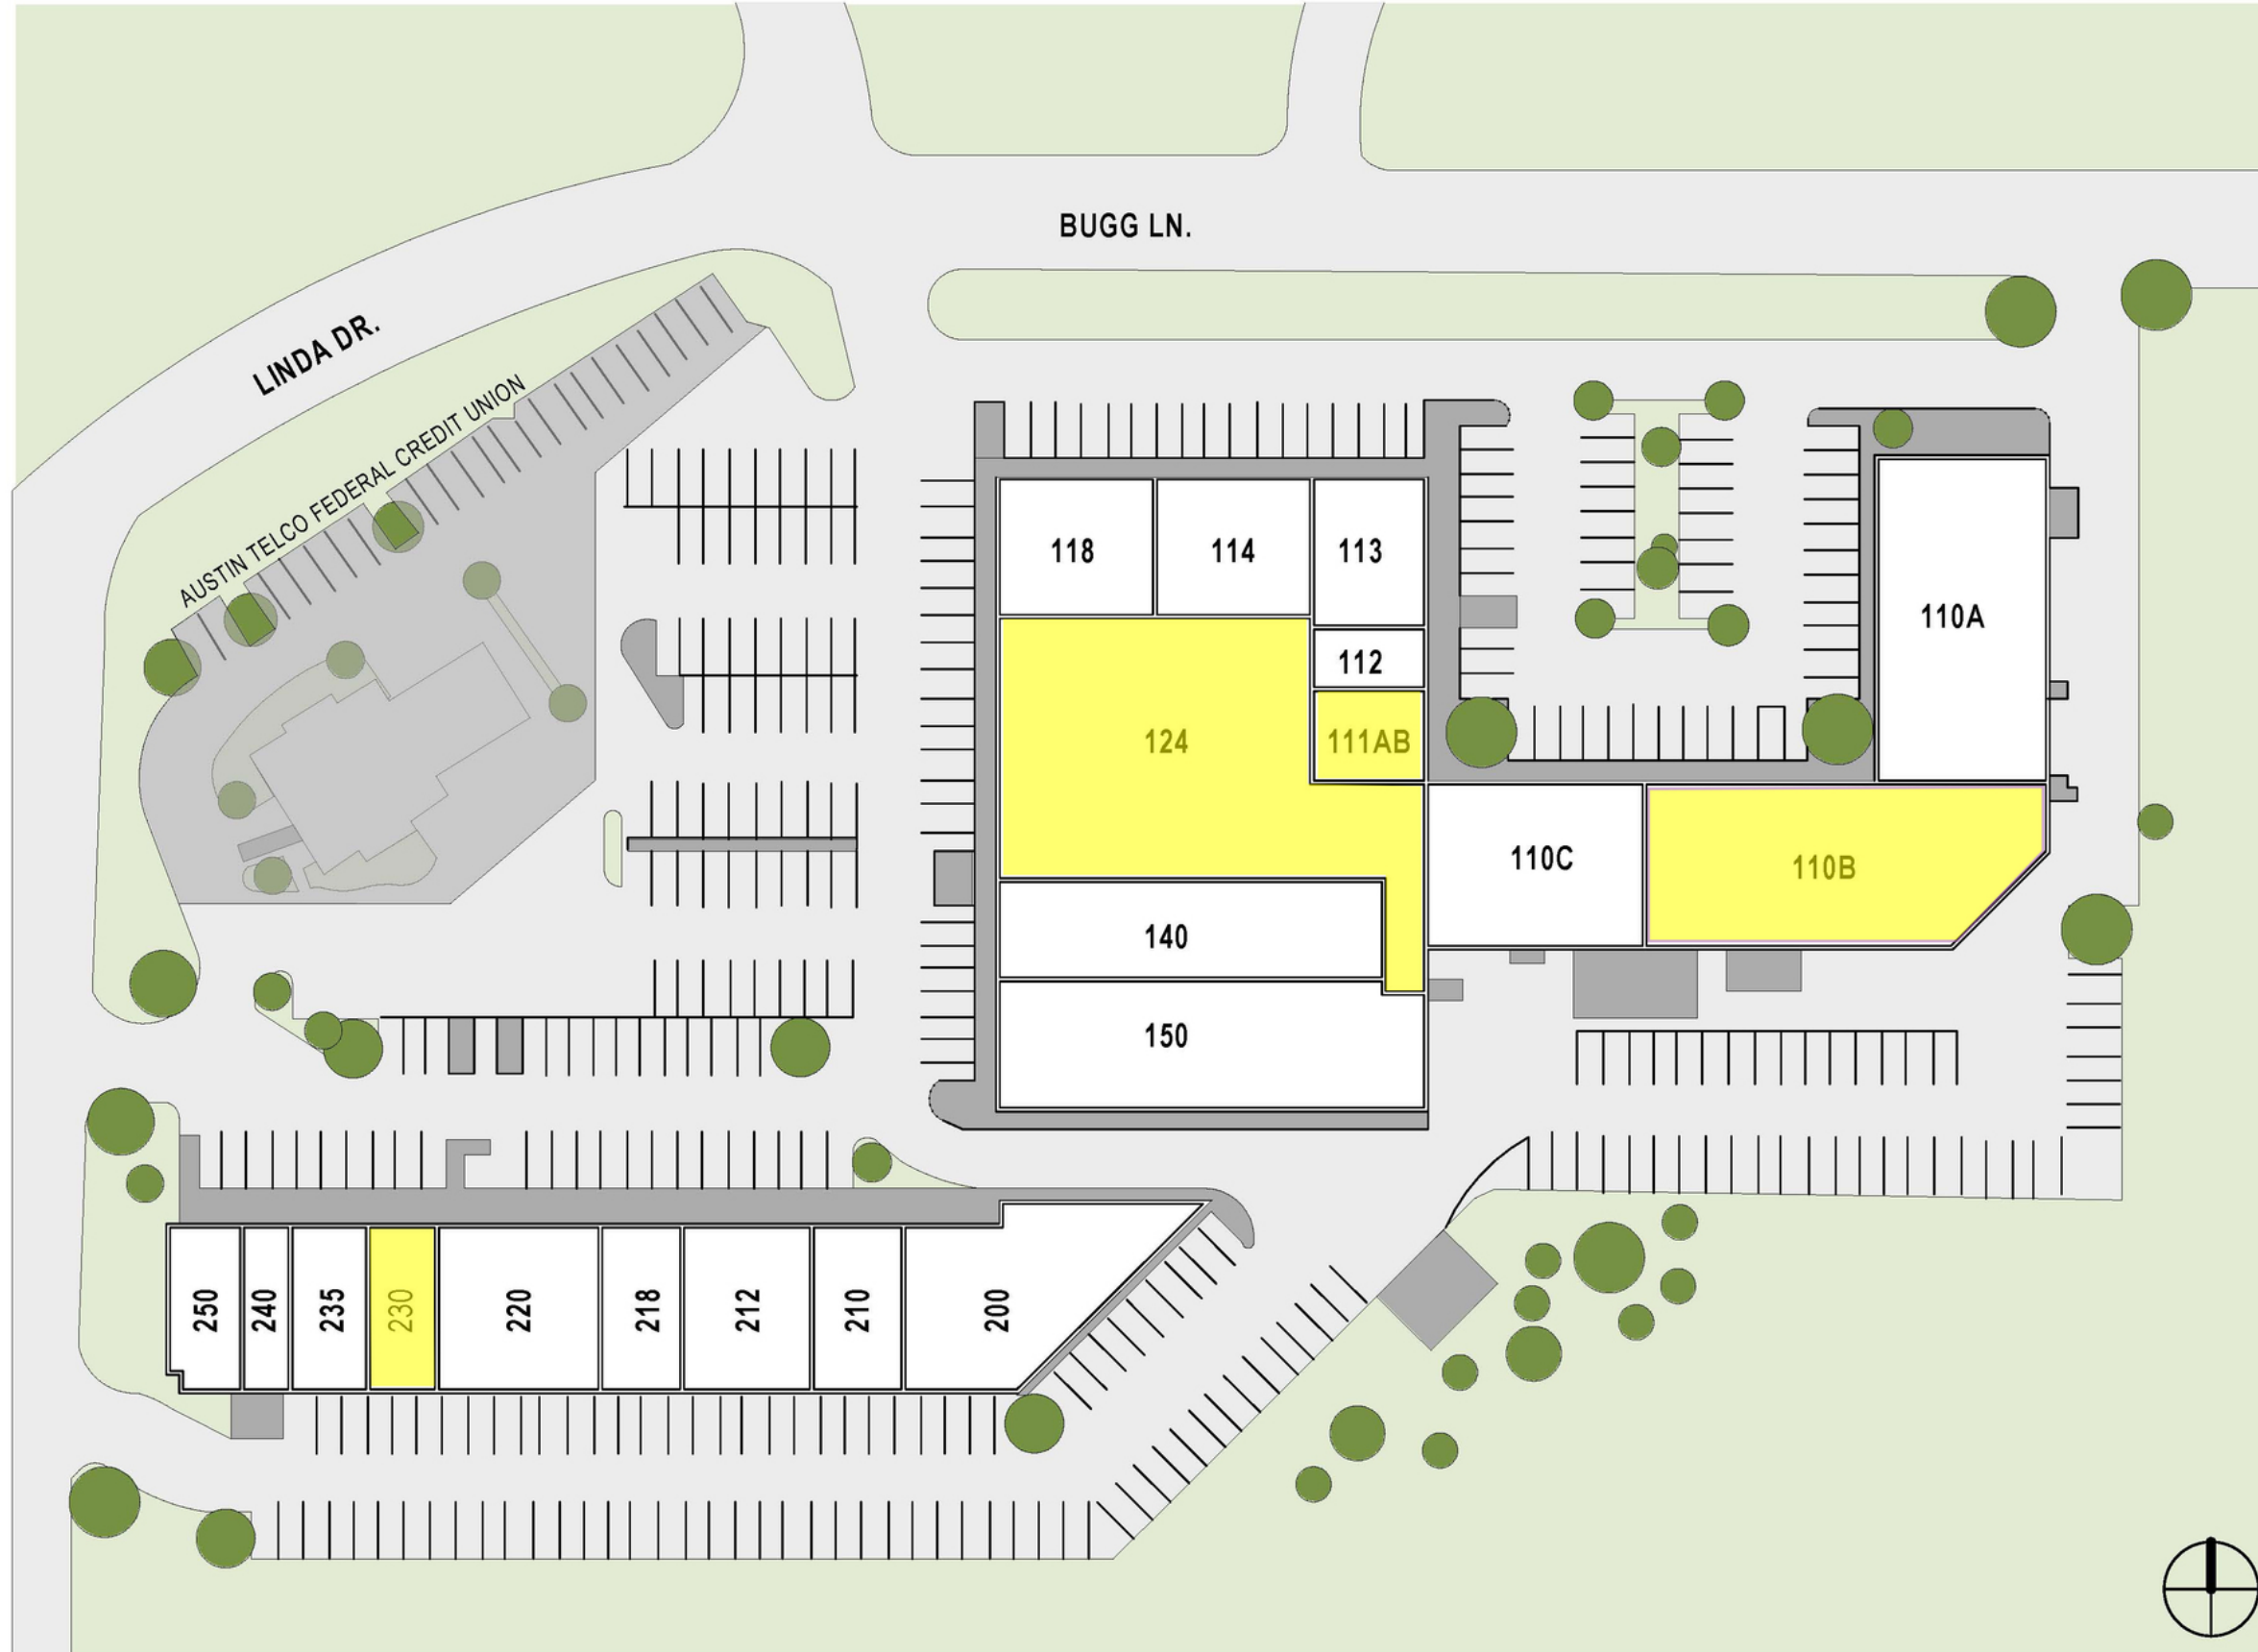 BUGG LN.
LINDA DR.
AUSTIN TELCO FEDERAL CREDIT UNION
118
114
113
112
110A
124
111AB
110C
110B
140
150
250
240
235
230
220
218
212
210
200